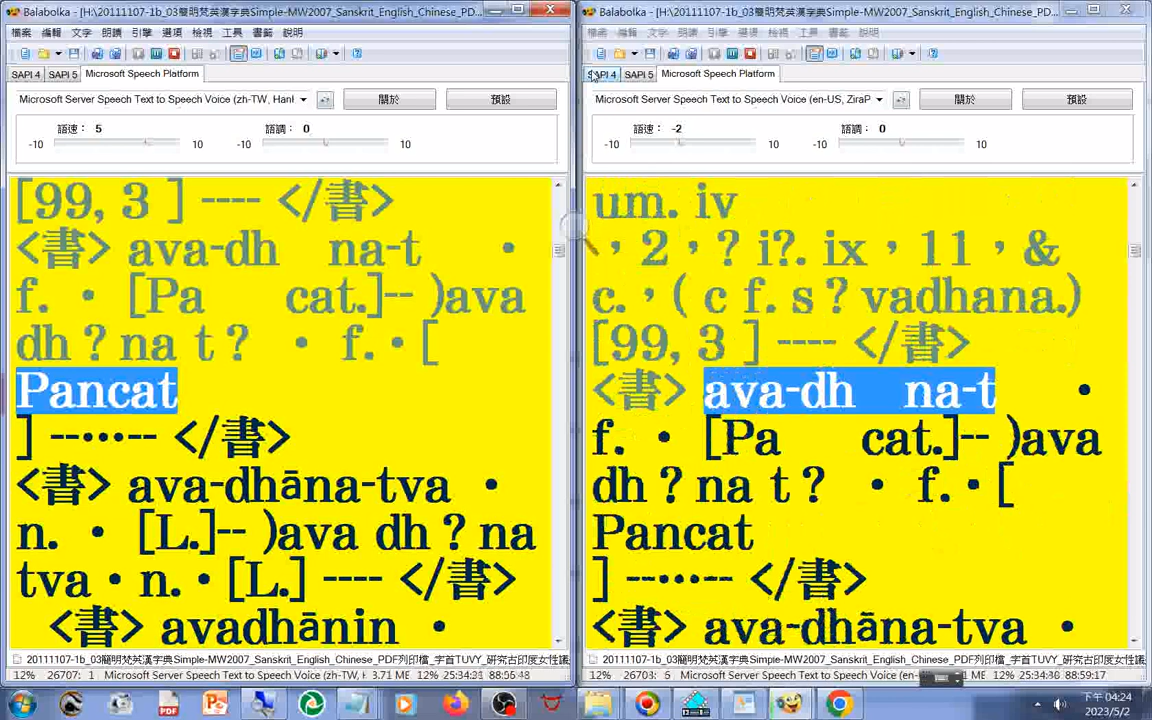 Balabolka - [H:\20111107-1b_03簡明梵英漢字典Simple-MW2007_Sanskrit_English_Chinese_PD...
檔案 編輯 文字 朗讀 引擎 選項 檢視 工具 書籤 說明
SAPI 4 SAPI 5 Microsoft Speech Platform
Microsoft Server Speech Text to Speech Voice (zh-TW, Hanl
關於
預設
語速： 5
語調： 0
-10 10 -10 10
[99, 3 ] ---- </書>
<書> ava-dh na-t •
f. • [Pa cat.]-- )ava
dh ? na t ? • f. • [
Pancat
] --•••-- </書>
<書> ava-dhāna-tva •
n. • [L.]-- )ava dh ? na
tva • n. • [L.] ---- </書>
<書> avadhānin •
20111107-1b_03簡明梵英漢字典Simple-MW2007_Sanskrit_English_Chinese_PDF列印檔_字首TUVY_研究古印度女性議
12% 26707: 1 Microsoft Server Speech Text to Speech Voice (zh-TW, H 3.71 ME 12% 25:34:31 88:55:48
Balabolka - [H:\20111107-1b_03簡明梵英漢字典Simple-MW2007_Sanskrit_English_Chinese_PD...
檔案 編輯 文字 朗讀 引擎 選項 檢視 工具 書籤 說明
SAPI 4 SAPI 5 Microsoft Speech Platform
Microsoft Server Speech Text to Speech Voice (en-US, ZiraP
關於
預設
語速： -2
語調： 0
-10 10 -10 10
um. iv
, 2 , ? i?. ix , 11 , &
c. , ( c f. s ? vadhana.)
[99, 3 ] ---- </書>
<書> ava-dh na-t •
f. • [Pa cat.]-- )ava
dh ? na t ? • f. • [
Pancat
] --•••-- </書>
<書> ava-dhāna-tva •
20111107-1b_03簡明梵英漢字典Simple-MW2007_Sanskrit_English_Chinese_PDF列印檔_字首TUVY_研究古印度女性議
12% 26703: 5 Microsoft Server Speech Text to Speech 12% 25:34:30 88:59:17
下午 04:24
2023/5/2